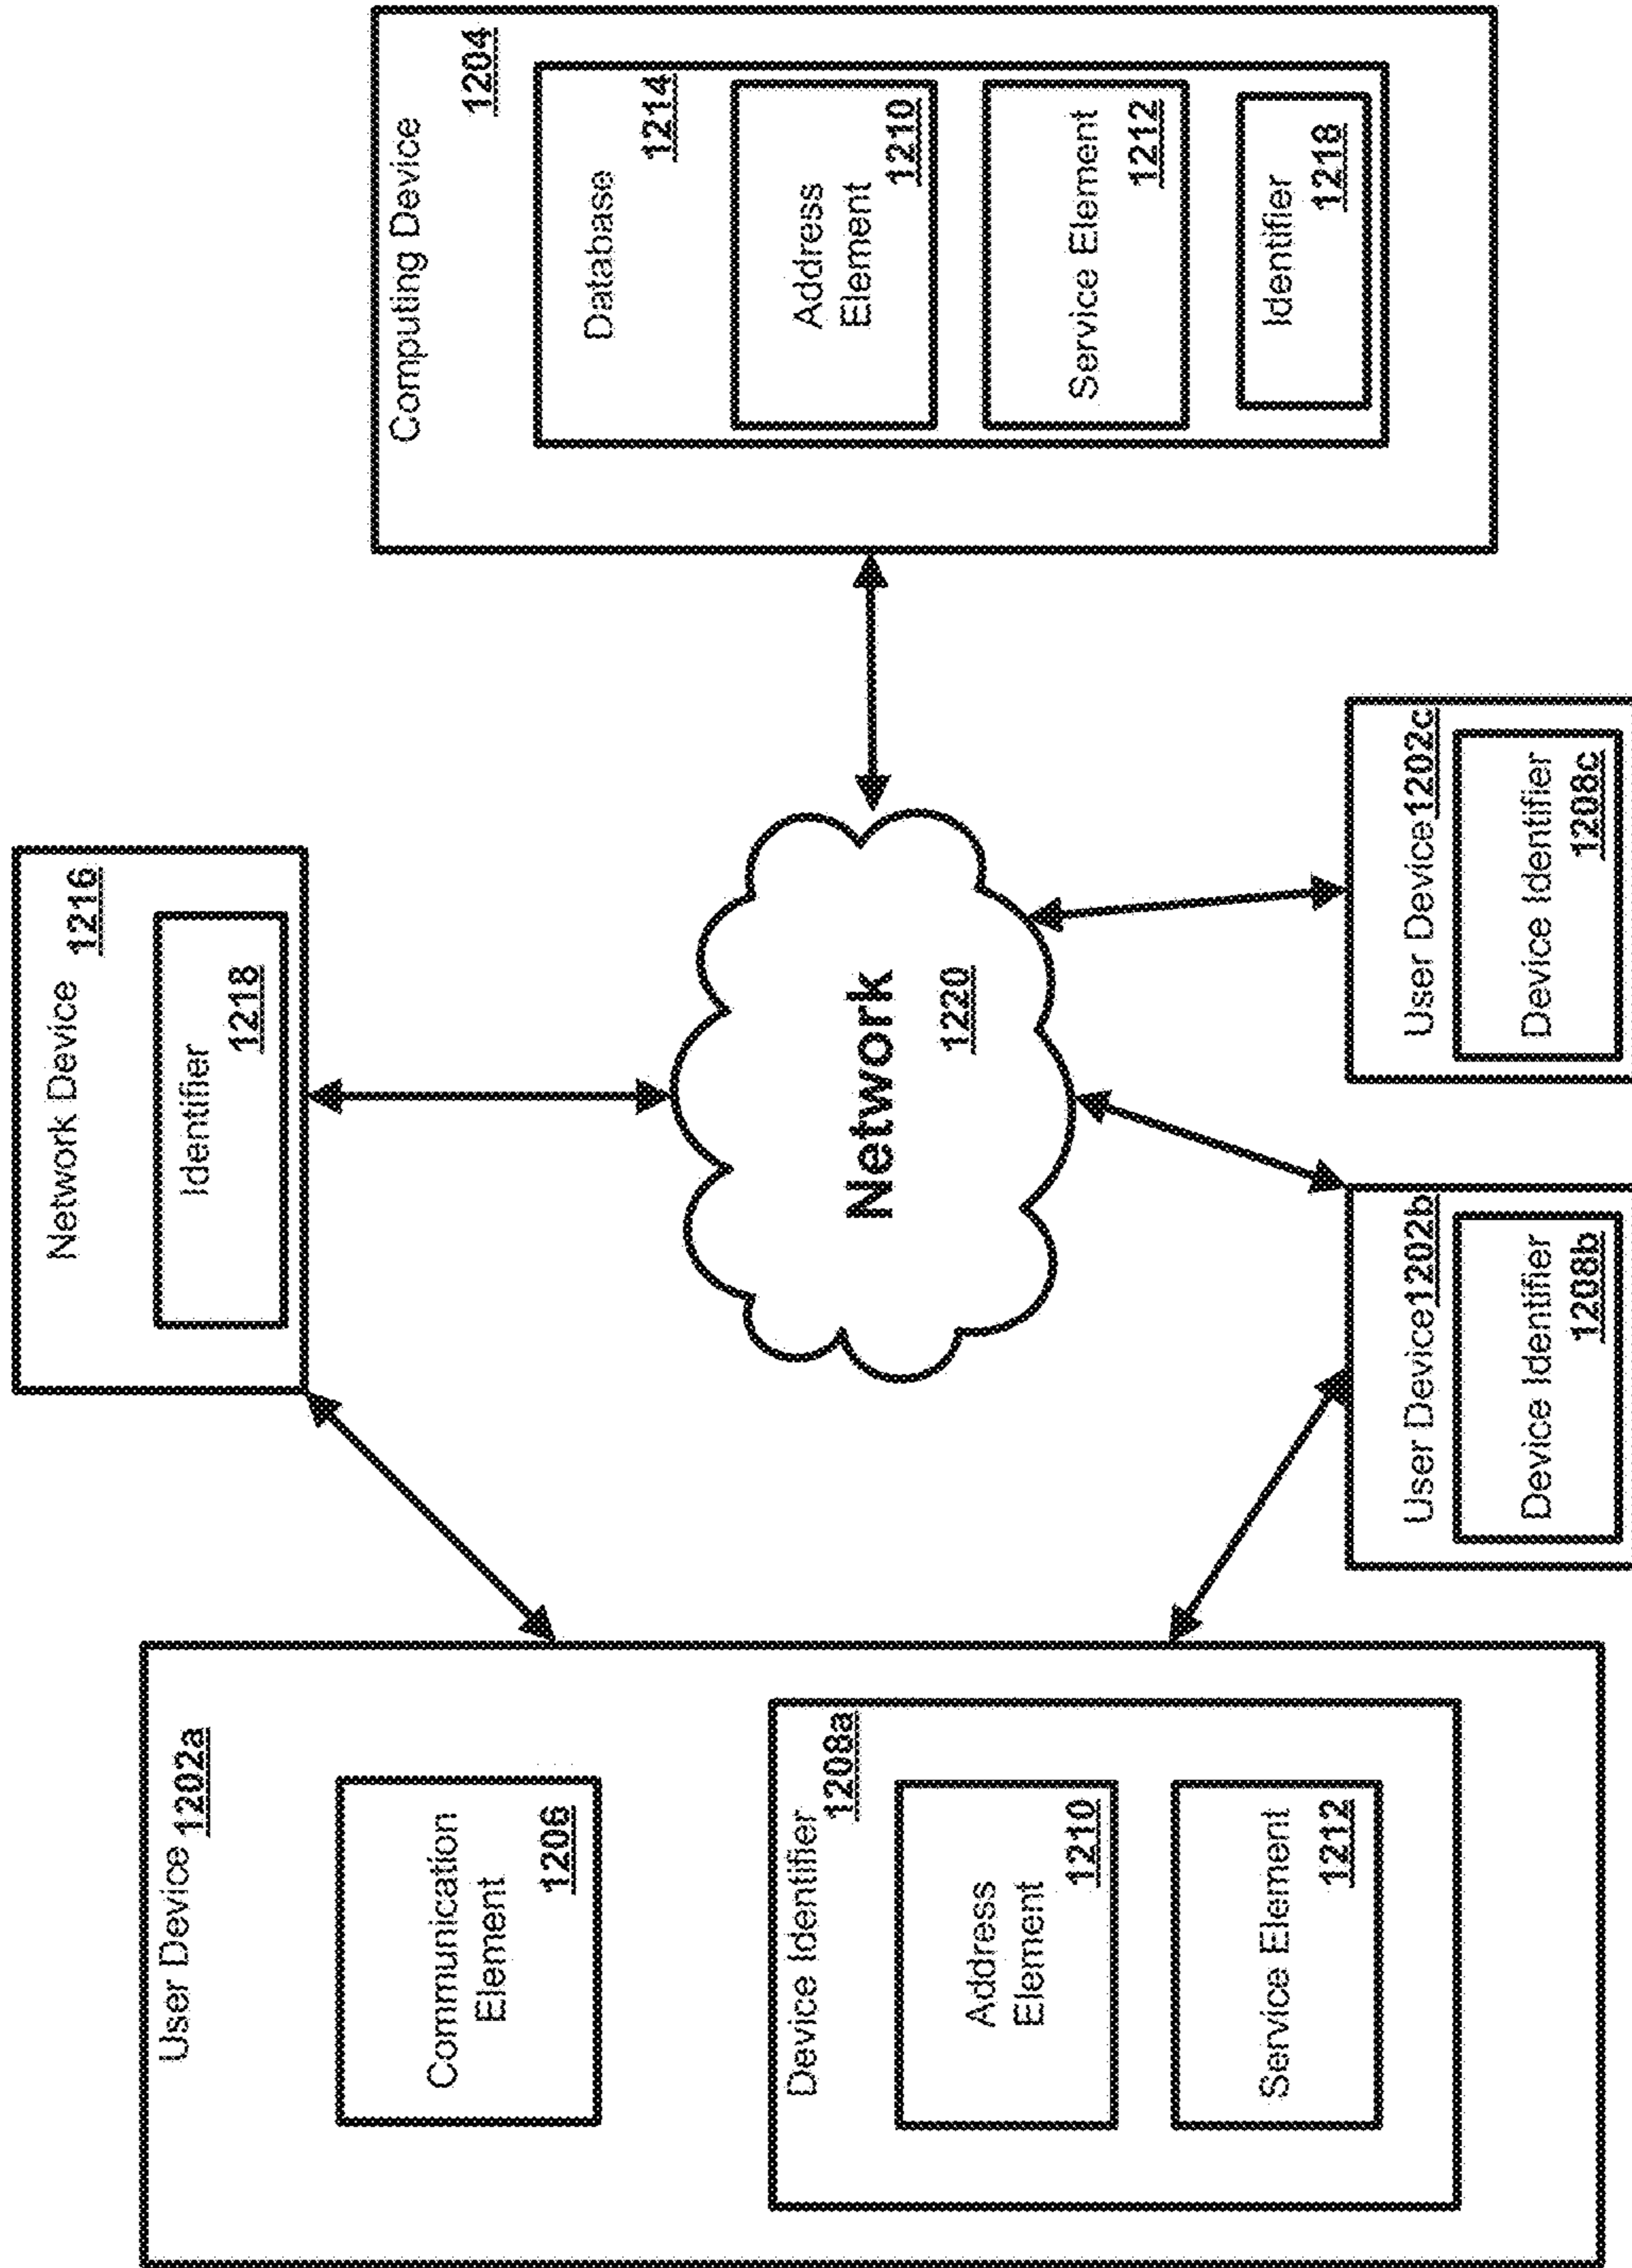 User Device 1202a
Communication
Element
1206
Device Identifier
1208a
Address
Element
1210
Service Element
1212
Network Device
1216
Identifier
1218
Network
1220
User Device 1202b
Device Identifier
1208b
User Device 1202c
Device Identifier
1208c
Computing Device
1204
Database
1214
Address
Element
1210
Service Element
1212
Identifier
1218